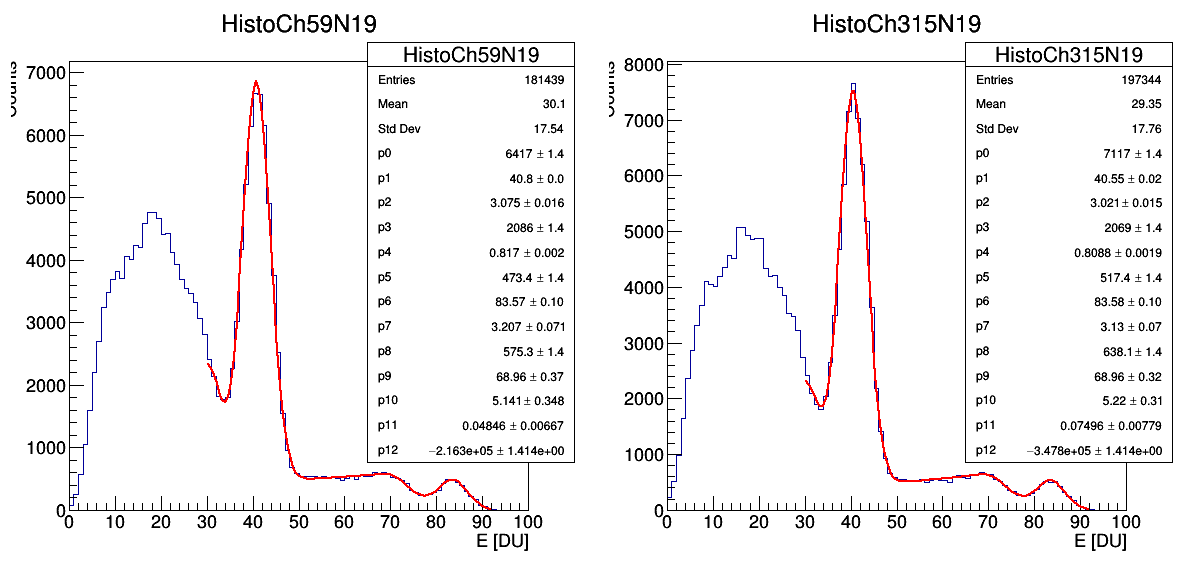 HistoCh59N19
HistoCh59N19
Entries 181439
Mean 30.1
Std Dev 17.54
p0 6417 ± 1.4
p1 40.8 ± 0.0
p2 3.075 ± 0.016
p3 2086 ± 1.4
p4 0.817 ± 0.002
p5 473.4 ± 1.4
p6 83.57 ± 0.10
p7 3.207 ± 0.071
p8 575.3 ± 1.4
p9 68.96 ± 0.37
p10 5.141 ± 0.348
p11 0.04846 ± 0.00667
p12 −2.163e+05 ± 1.414e+00
7000
6000
5000
4000
3000
2000
1000
0
0 10 20 30 40 50 60 70 80 90 100
E [DU]
HistoCh315N19
HistoCh315N19
Entries 197344
Mean 29.35
Std Dev 17.76
p0 7117 ± 1.4
p1 40.55 ± 0.02
p2 3.021 ± 0.015
p3 2069 ± 1.4
p4 0.8088 ± 0.0019
p5 517.4 ± 1.4
p6 83.58 ± 0.10
p7 3.13 ± 0.07
p8 638.1 ± 1.4
p9 68.96 ± 0.32
p10 5.22 ± 0.31
p11 0.07496 ± 0.00779
p12 −3.478e+05 ± 1.414e+00
8000
7000
6000
5000
4000
3000
2000
1000
0
0 10 20 30 40 50 60 70 80 90 100
E [DU]